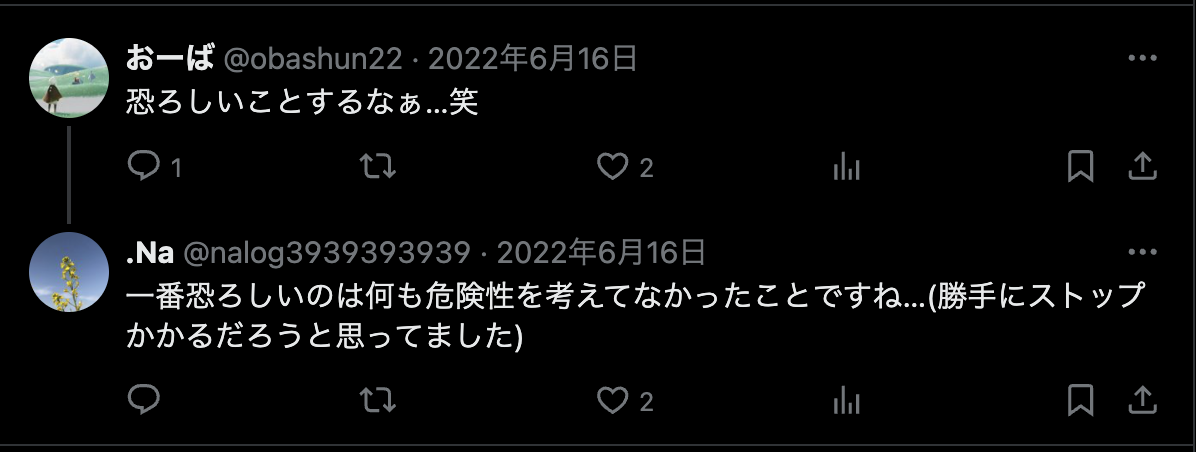 おーば @obashun22 · 2022年6月16日
恐ろしいことするなぁ...笑
1
2
.Na @nalog3939393939 · 2022年6月16日
一番恐ろしいのは何も危険性を考えてなかったことですね...(勝手にストップ
かかるだろうと思ってました)
2